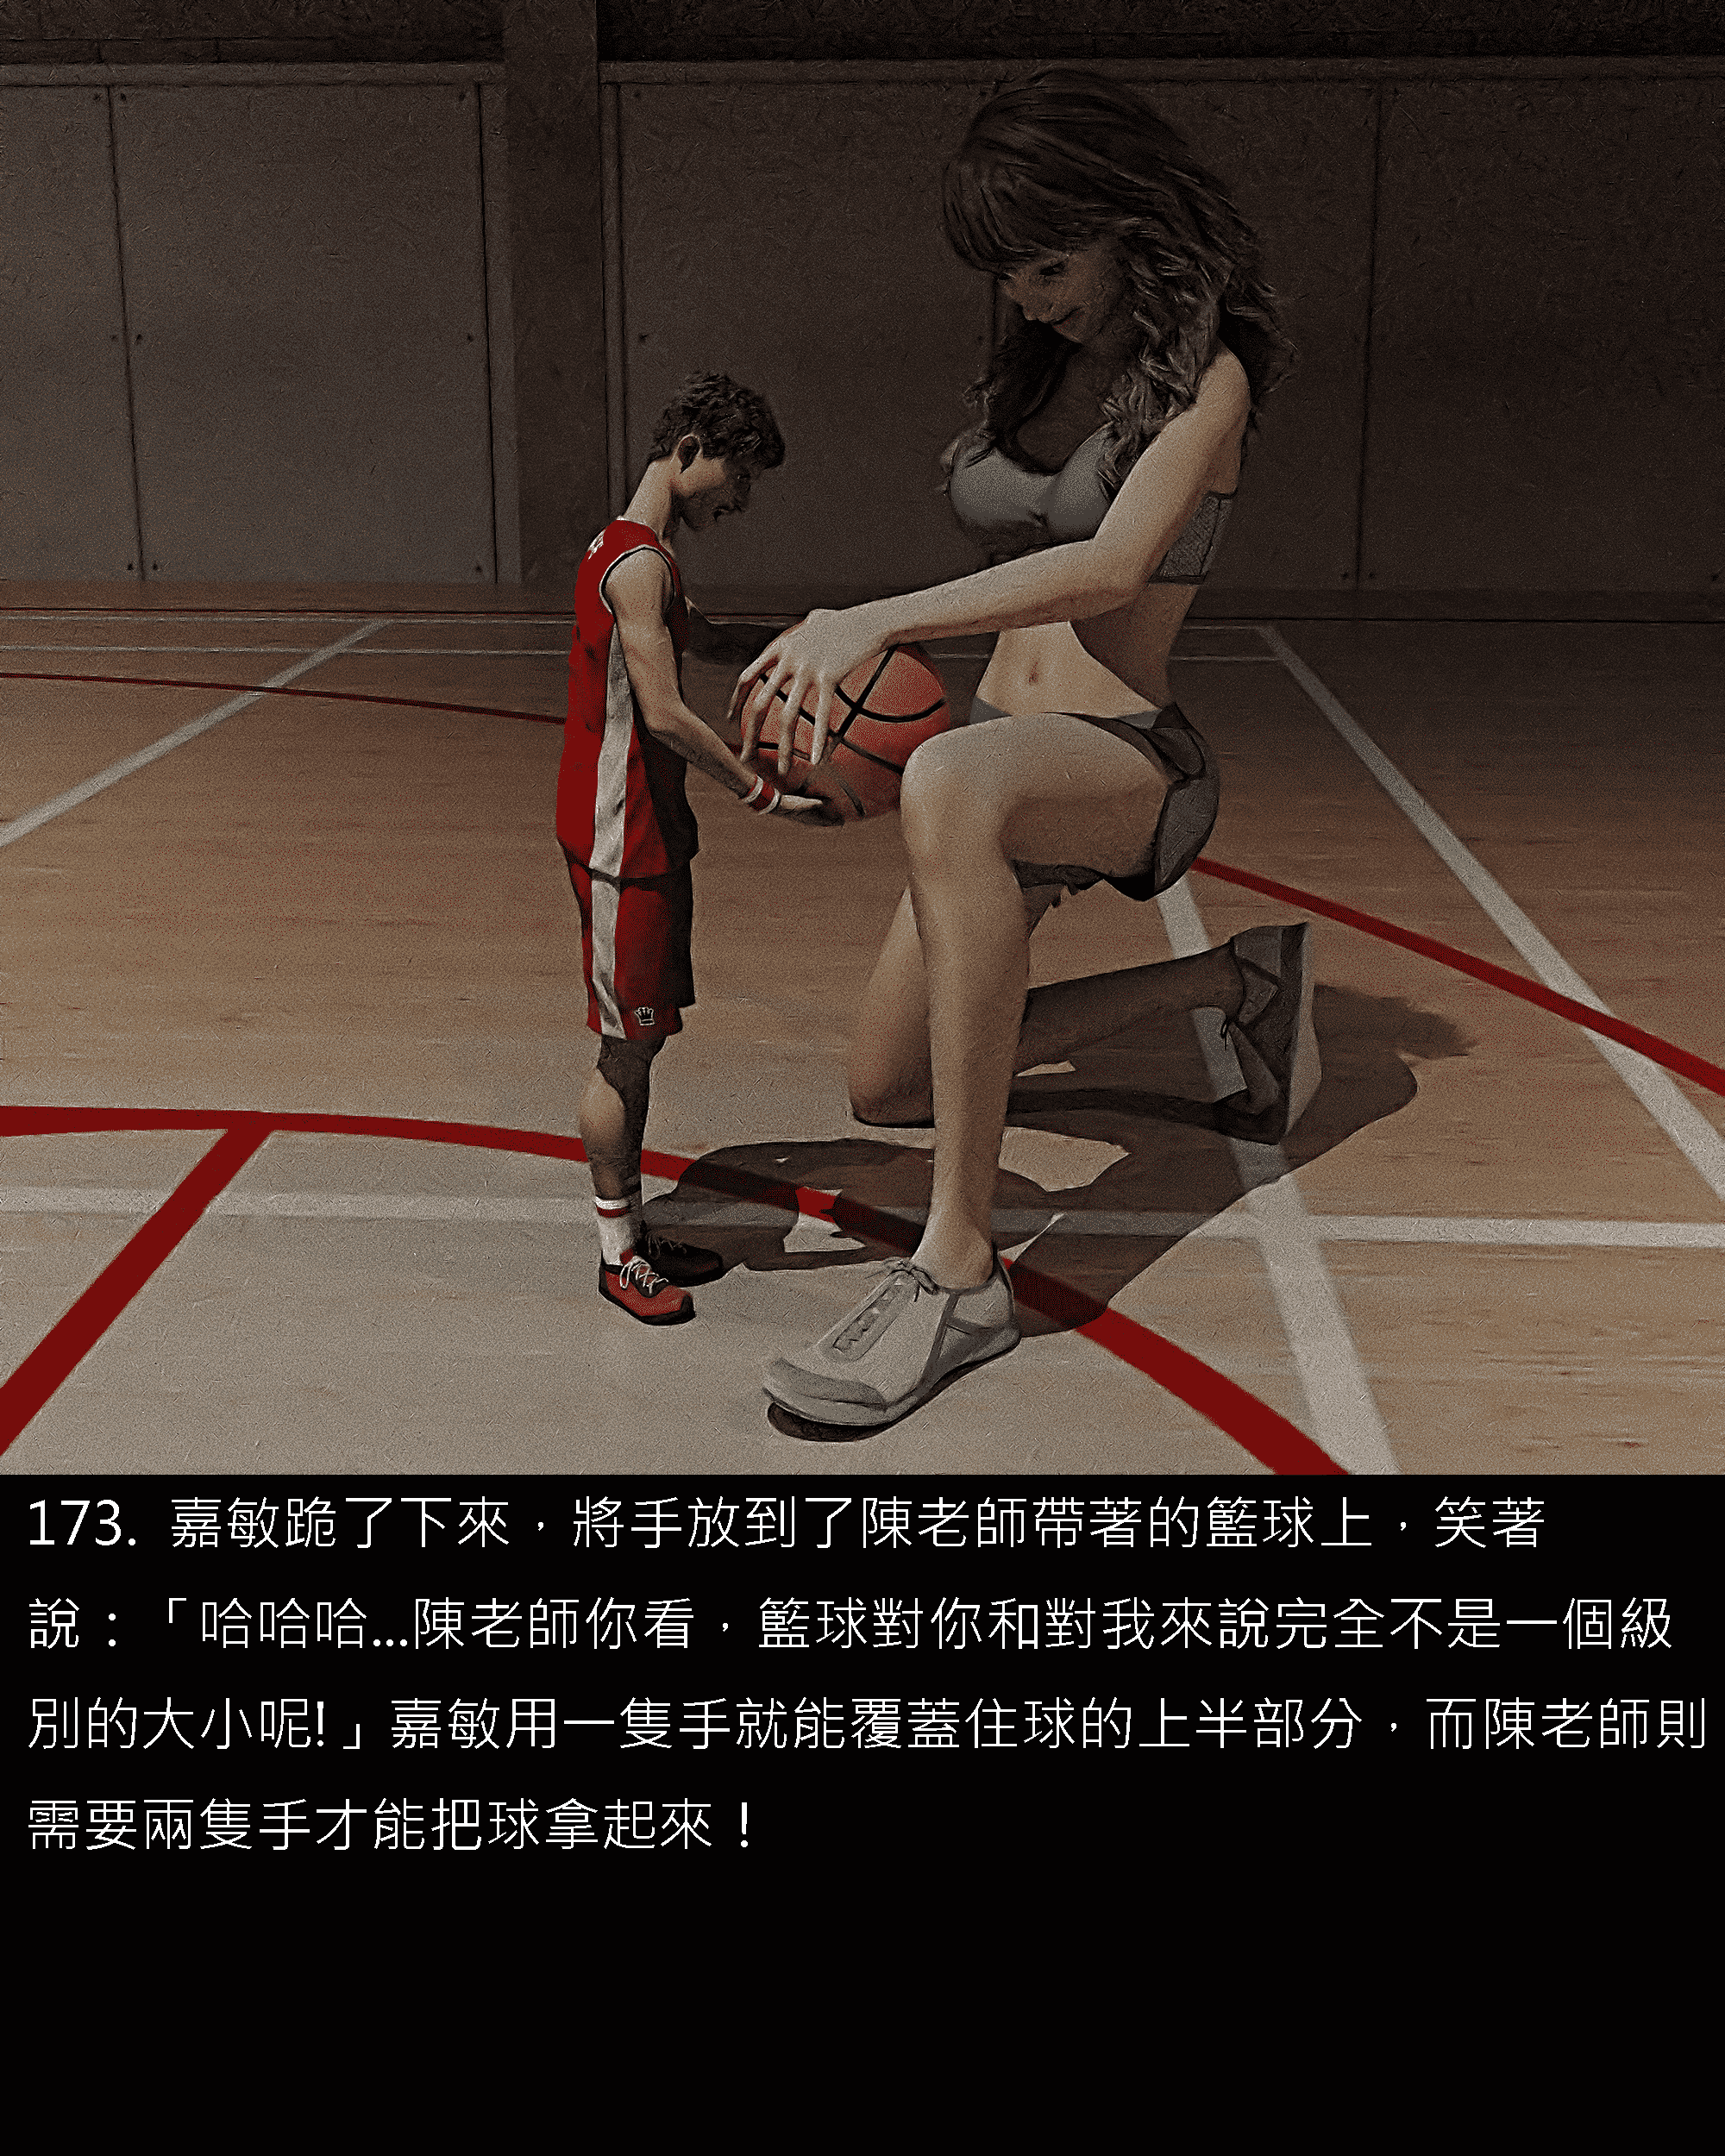 173. 嘉敏跪了下來，將手放到了陳老師帶著的籃球上，笑著
說：「哈哈哈...陳老師你看，籃球對你和對我來說完全不是一個級
別的大小呢!」嘉敏用一隻手就能覆蓋住球的上半部分，而陳老師則
需要兩隻手才能把球拿起來！